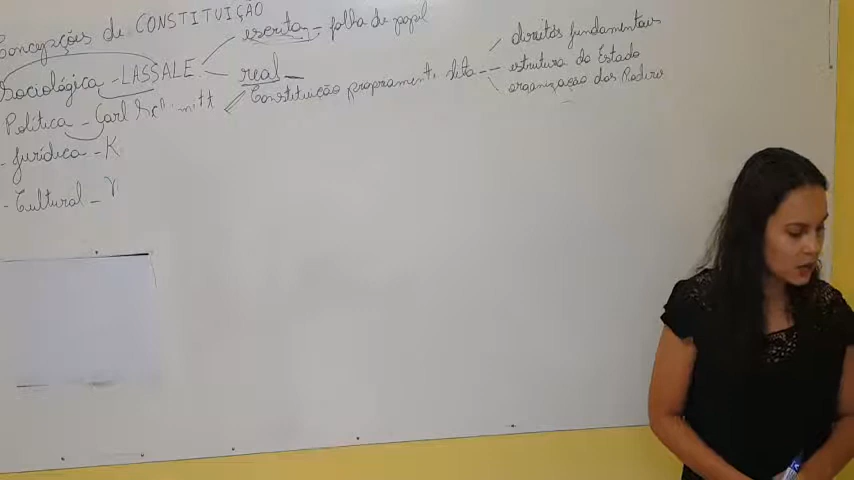 Concepções de CONSTITUIÇÃO
Sociológica - LASSALE
escrita - folha de papel
real
Política - Carl Schmitt
Constituição propriament. dita
direitos fundamentais
estrutura do Estado
organização dos Poderes
- Jurídica - K
- Cultural -